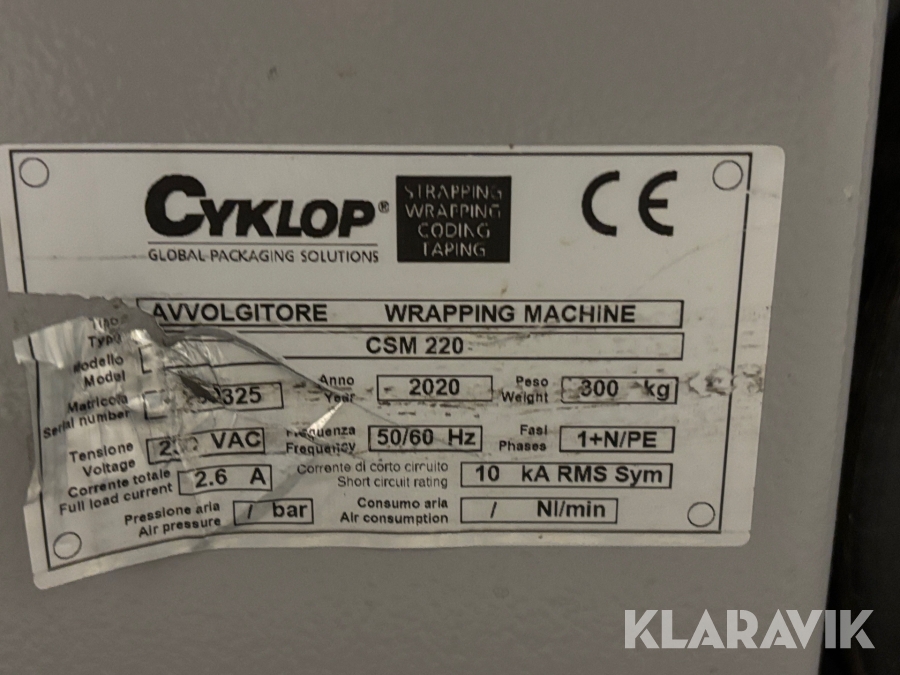 CYKLOP®
GLOBAL PACKAGING SOLUTIONS
STRAPPING
WRAPPING
CODING
TAPING
CE
Tipo
Type
AVVOLGITORE WRAPPING MACHINE
Modello
Model
CSM 220
Matricola
Serial number
Anno
Year
2020
Peso
Weight
300 kg
Tensione
Voltage
VAC
Frequenza
Frequency
50/60 Hz
Fasi
Phases
1+N/PE
Corrente totale
Full load current
2.6 A
Corrente di corto circuito
Short circuit rating
10 kA RMS Sym
Pressione aria
Air pressure
/ bar
Consumo aria
Air consumption
/ Nl/min
KLARAVIK